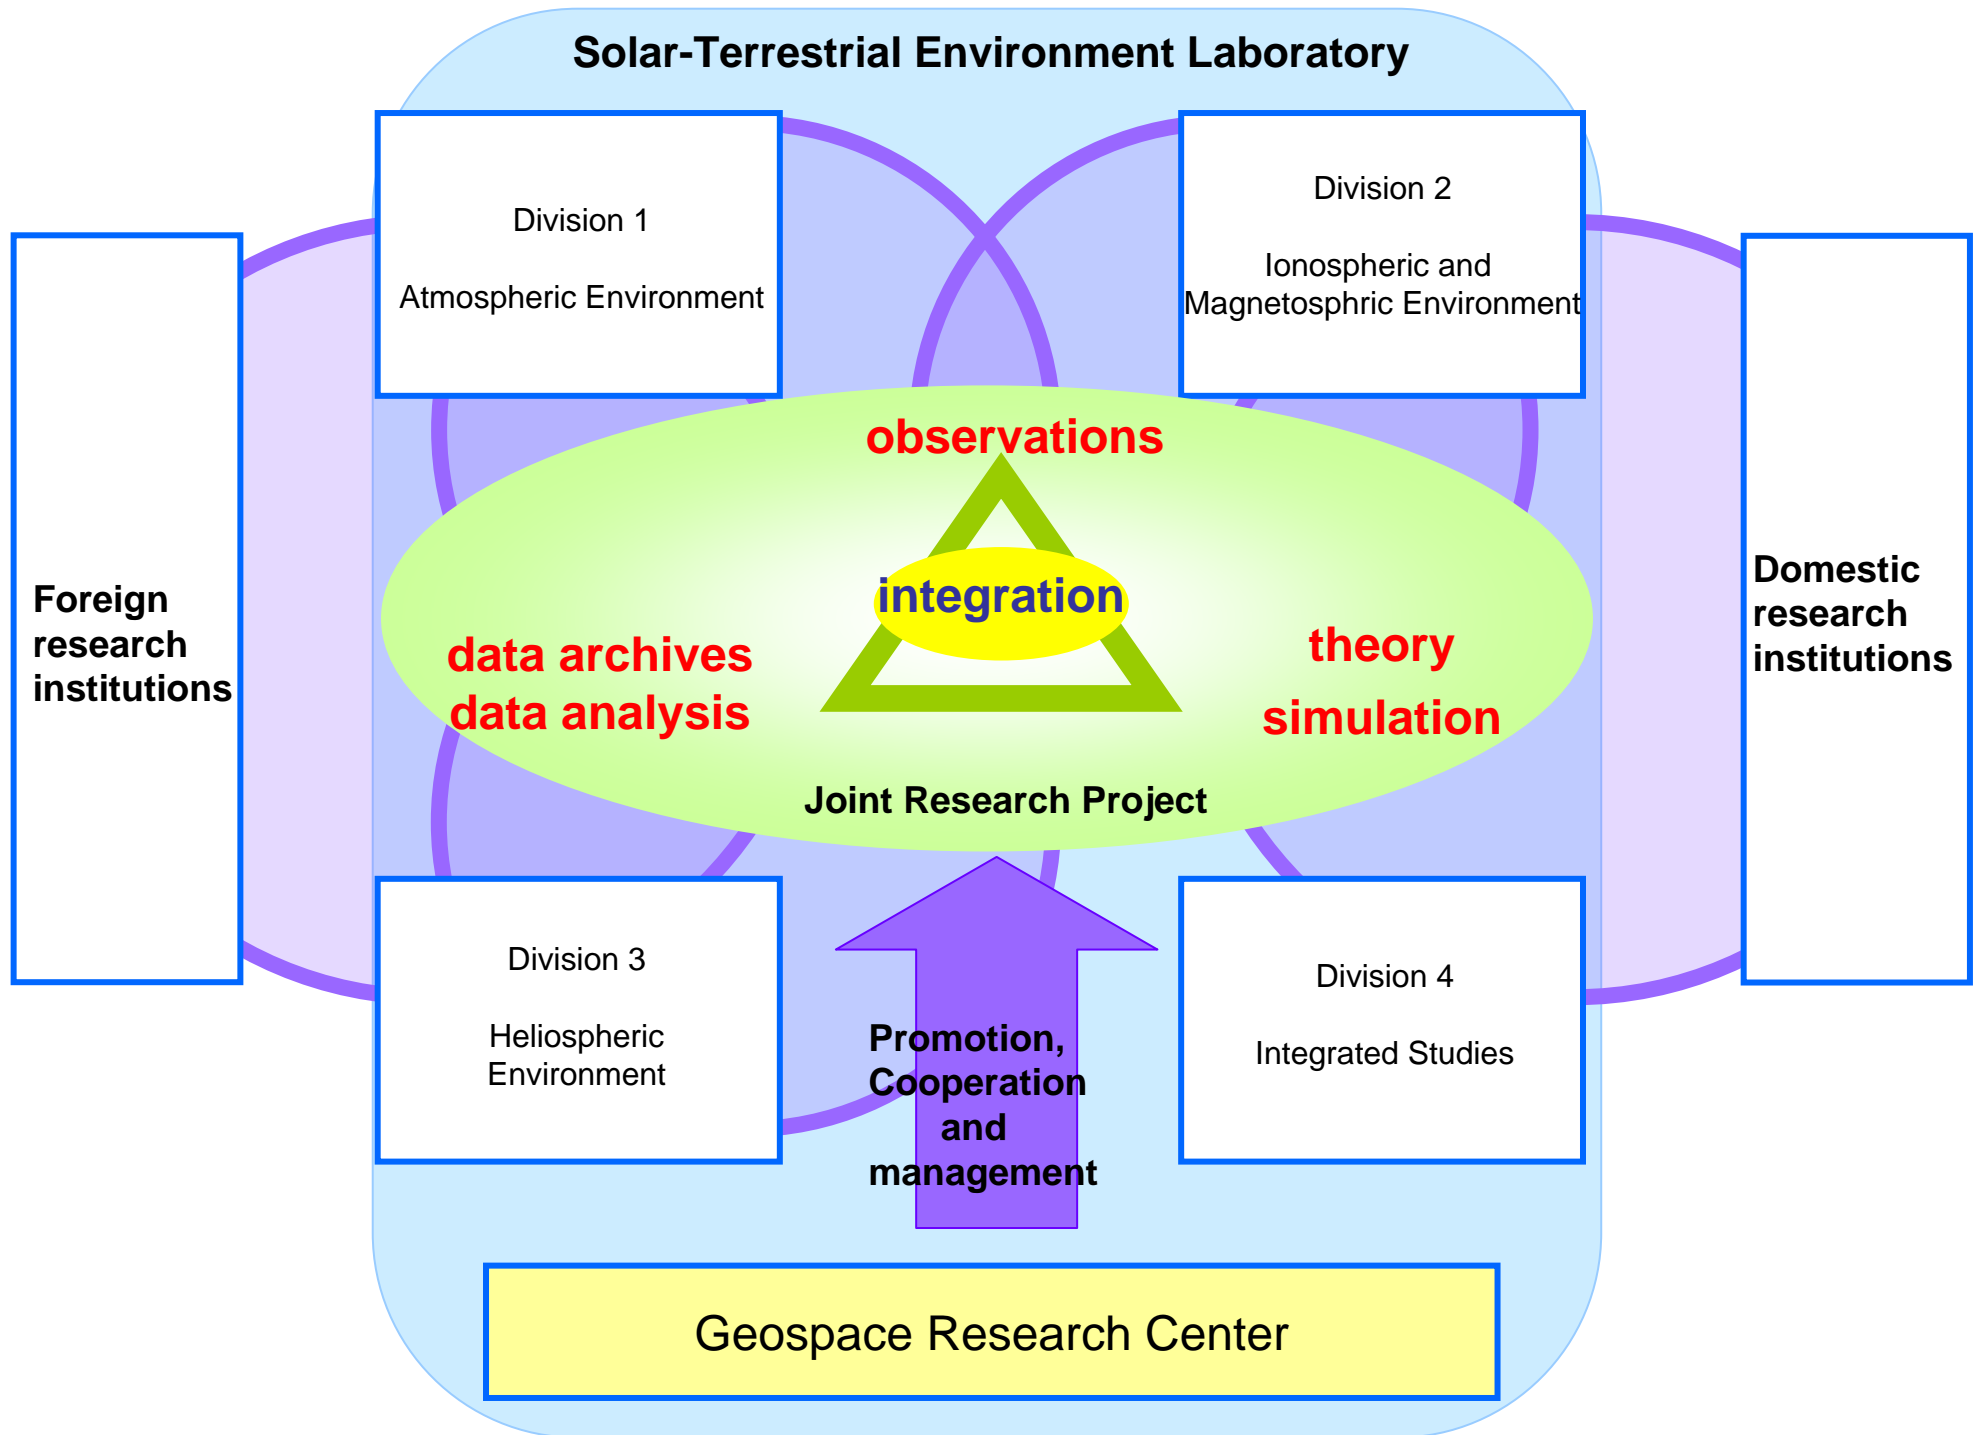 Solar-Terrestrial Environment Laboratory
Division 1
Atmospheric Environment
Division 2
Ionospheric and
Magnetosphric Environment
Foreign
research
institutions
observations
integration
data archives
data analysis
theory
simulation
Joint Research Project
Domestic
research
institutions
Division 3
Heliospheric
Environment
Promotion,
Cooperation
and
management
Division 4
Integrated Studies
Geospace Research Center